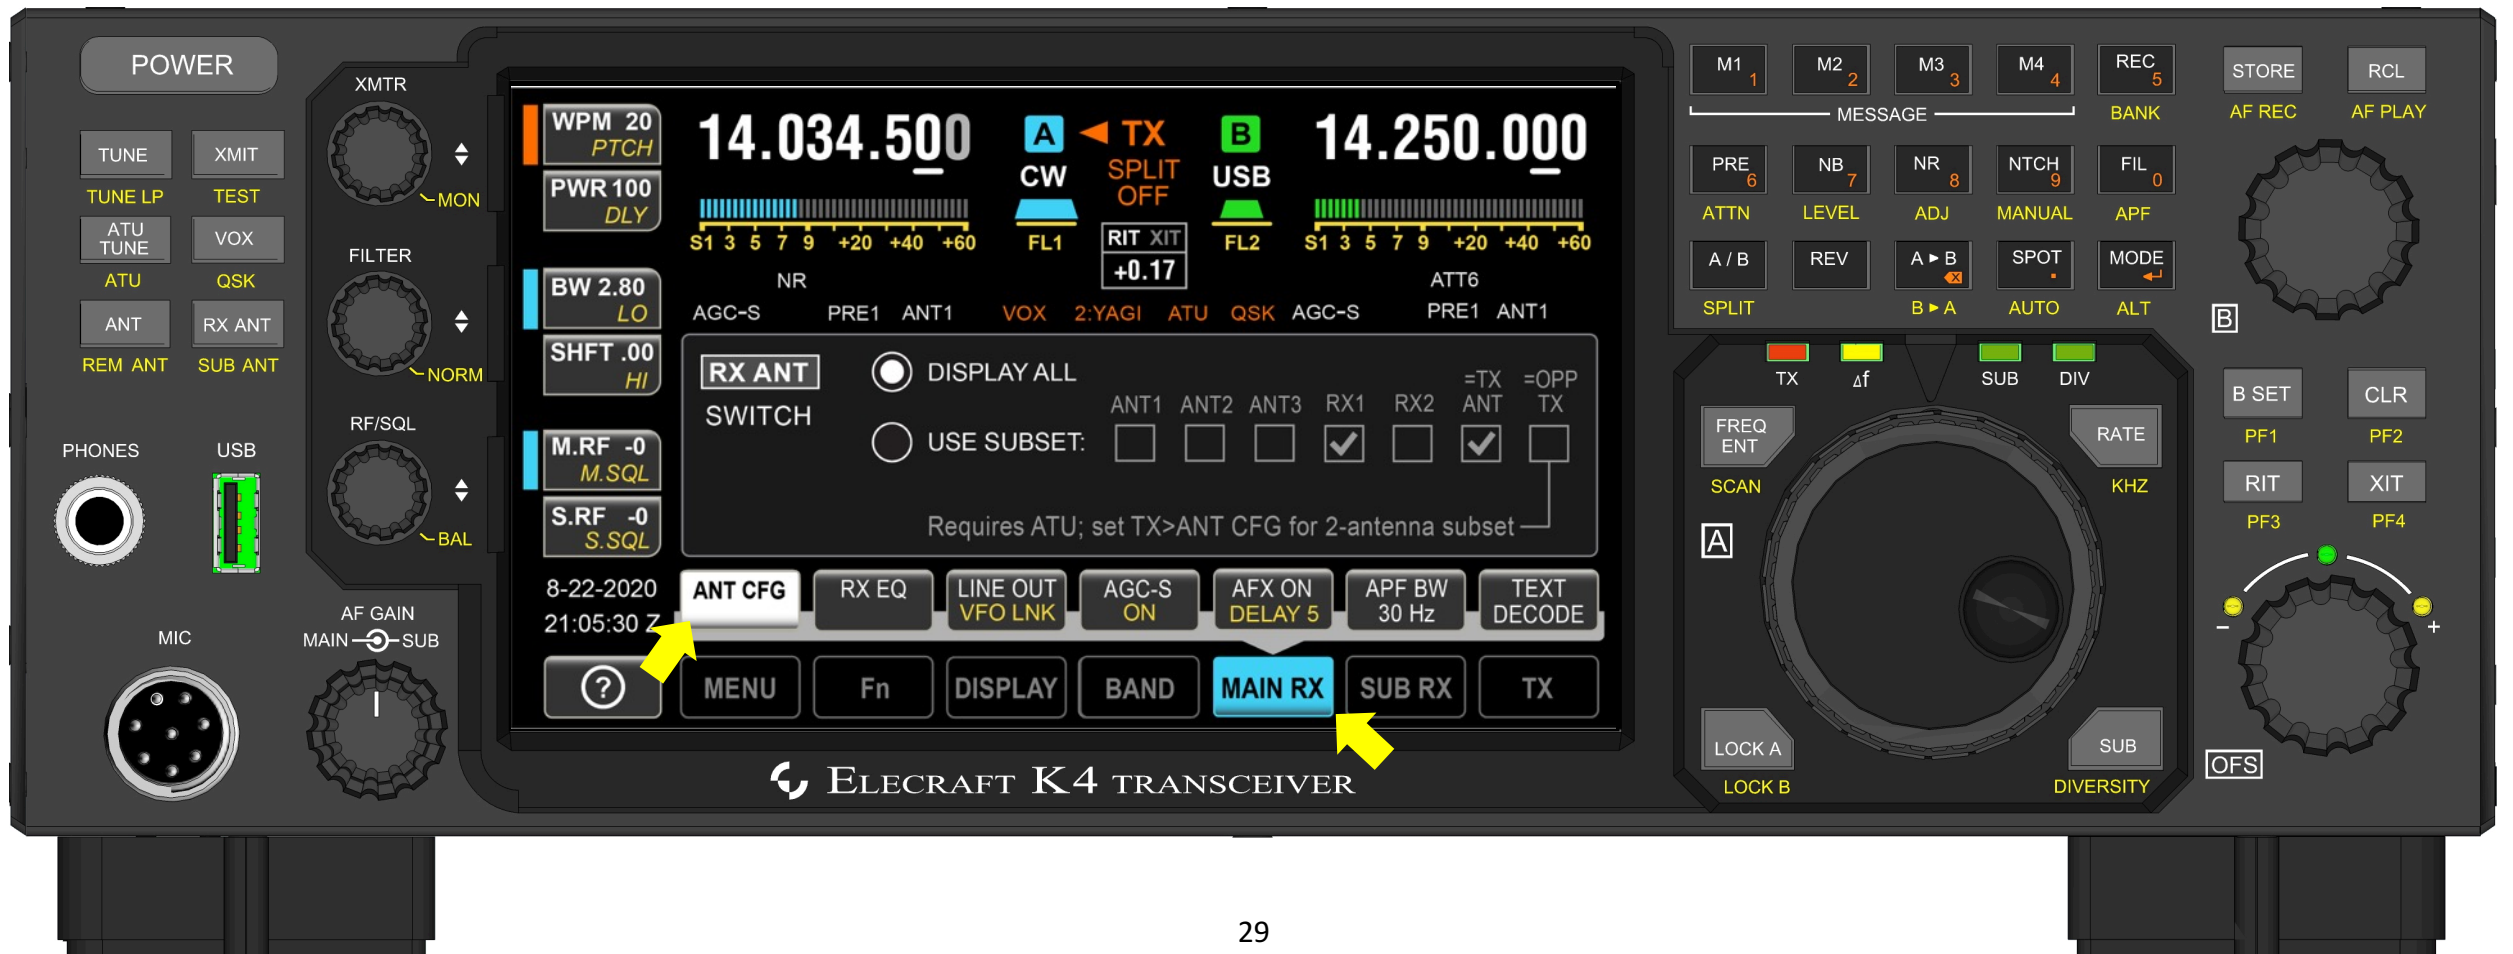 POWER
TUNE XMIT
TUNE LP TEST
ATU TUNE VOX
ATU QSK
ANT RX ANT
REM ANT SUB ANT
PHONES USB
MIC
XMTR
MON
FILTER
NORM
RF/SQL
BAL
AF GAIN
MAIN SUB
WPM 20
PTCH
PWR 100
DLY
BW 2.80
LO
SHFT .00
HI
M.RF -0
M.SQL
S.RF -0
S.SQL
8-22-2020
21:05:30 Z
?
14.034.500 A TX B 14.250.000
CW SPLIT OFF USB
S1 3 5 7 9 +20 +40 +60 FL1 RIT XIT FL2 S1 3 5 7 9 +20 +40 +60
+0.17
NR ATT6
AGC-S PRE1 ANT1 VOX 2:YAGI ATU QSK AGC-S PRE1 ANT1
RX ANT
SWITCH
DISPLAY ALL
=TX =OPP
ANT1 ANT2 ANT3 RX1 RX2 ANT TX
USE SUBSET:
Requires ATU; set TX>ANT CFG for 2-antenna subset
ANT CFG RX EQ LINE OUT AGC-S AFX ON APF BW TEXT
VFO LNK ON DELAY 5 30 Hz DECODE
MENU Fn DISPLAY BAND MAIN RX SUB RX TX
ELECRAFT K4 TRANSCEIVER
M1 1 M2 2 M3 3 M4 4 REC 5
MESSAGE BANK
PRE 6 NB 7 NR 8 NTCH 9 FIL 0
ATTN LEVEL ADJ MANUAL APF
A / B REV A ▸ B SPOT . MODE
SPLIT B ▸ A AUTO ALT
TX Δf SUB DIV
FREQ ENT RATE
SCAN KHZ
A
LOCK A SUB
LOCK B DIVERSITY
STORE RCL
AF REC AF PLAY
B
B SET CLR
PF1 PF2
RIT XIT
PF3 PF4
- +
OFS
29